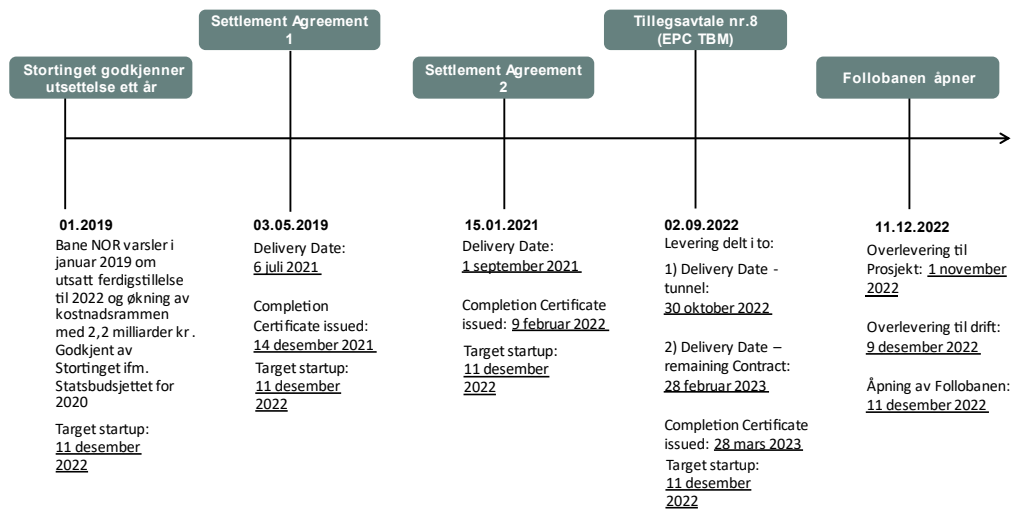 Stortinget godkjenner
utsettelse ett år
Settlement Agreement
1
Settlement Agreement
2
Tillegsavtale nr.8
(EPC TBM)
Follobanen åpner
01.2019
Bane NOR varsler i
januar 2019 om
utsatt ferdigstillelse
til 2022 og økning av
kostnadsrammen
med 2,2 milliarder kr .
Godkjent av
Stortinget ifm.
Statsbudsjettet for
2020
Target startup:
11 desember
2022
03.05.2019
Delivery Date:
6 juli 2021
Completion
Certificate issued:
14 desember 2021
Target startup:
11 desember
2022
15.01.2021
Delivery Date:
1 september 2021
Completion Certificate
issued: 9 februar 2022
Target startup:
11 desember
2022
02.09.2022
Levering delt i to:
1) Delivery Date -
tunnel:
30 oktober 2022
2) Delivery Date –
remaining Contract:
28 februar 2023
Completion Certificate
issued: 28 mars 2023
Target startup:
11 desember
2022
11.12.2022
Overlevering til
Prosjekt: 1 november
2022
Overlevering til drift:
9 desember 2022
Åpning av Follobanen:
11 desember 2022